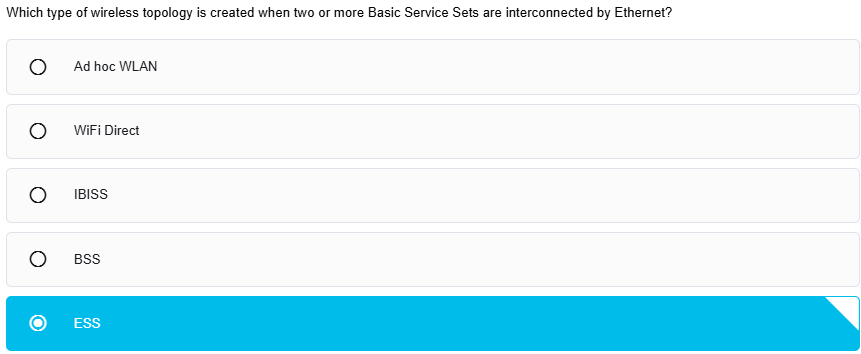 Which type of wireless topology is created when two or more Basic Service Sets are interconnected by Ethernet?
Ad hoc WLAN
WiFi Direct
IBISS
BSS
ESS